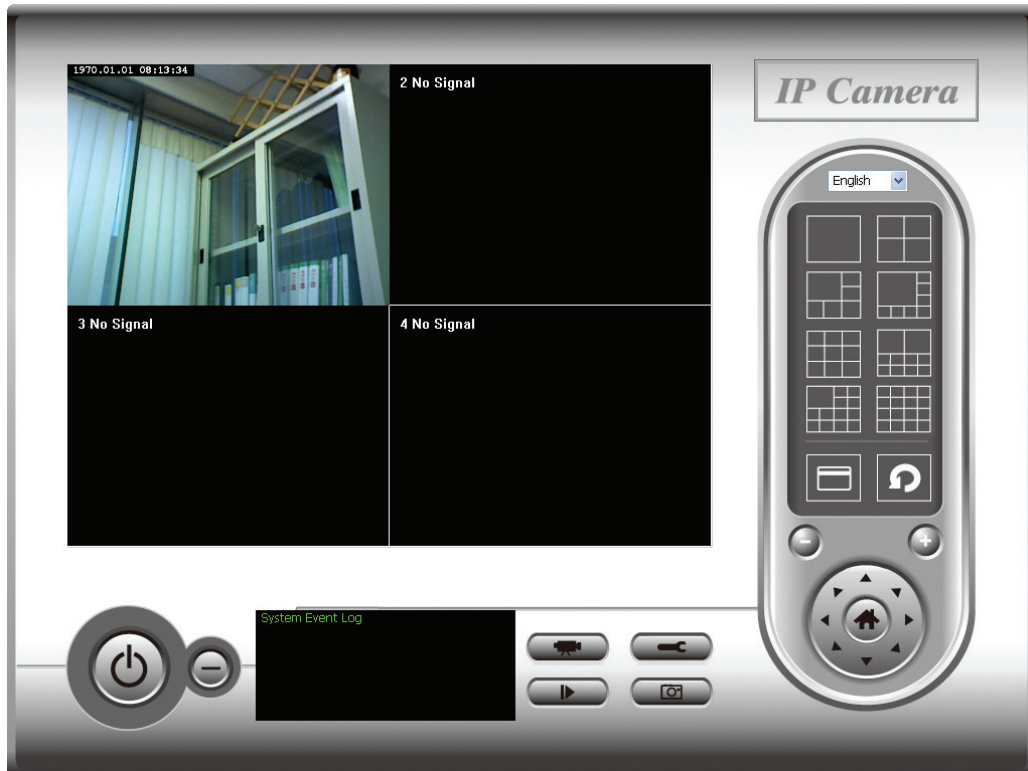 1970.01.01 08:13:34
2 No Signal
IP Camera
English
3 No Signal
4 No Signal
System Event Log